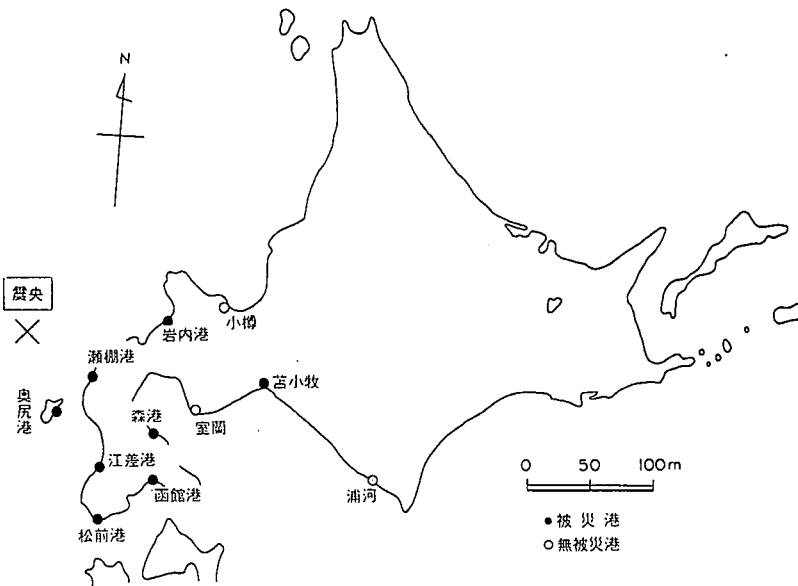 N
震央
小樽
岩内港
瀬棚港
奥尻港
苫小牧
森港
室蘭
江差港
函館港
浦河
松前港
0 50 100m
●被災港
○無被災港